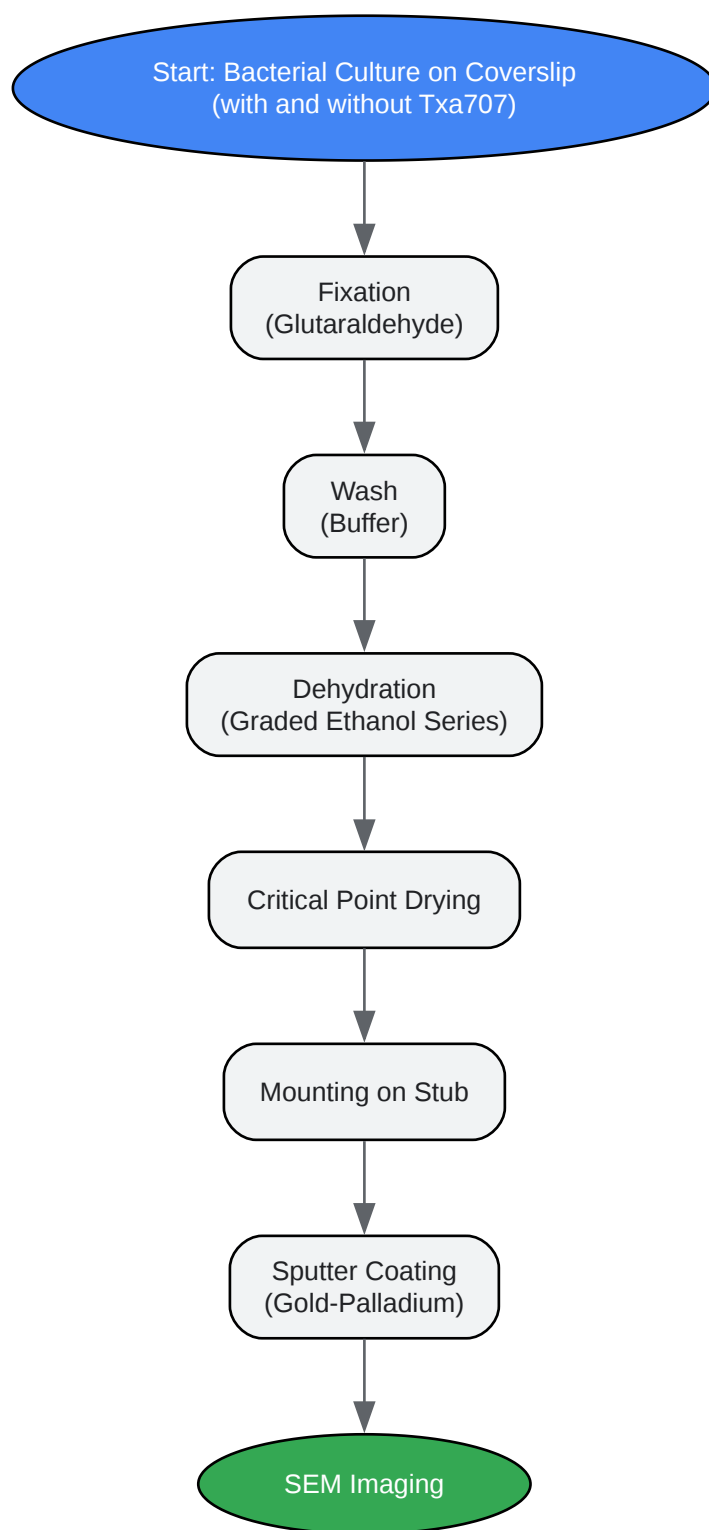 Start: Bacterial Culture on Coverslip
(with and without Txa707)
Fixation
(Glutaraldehyde)
Wash
(Buffer)
Dehydration
(Graded Ethanol Series)
Critical Point Drying
Mounting on Stub
Sputter Coating
(Gold-Palladium)
SEM Imaging